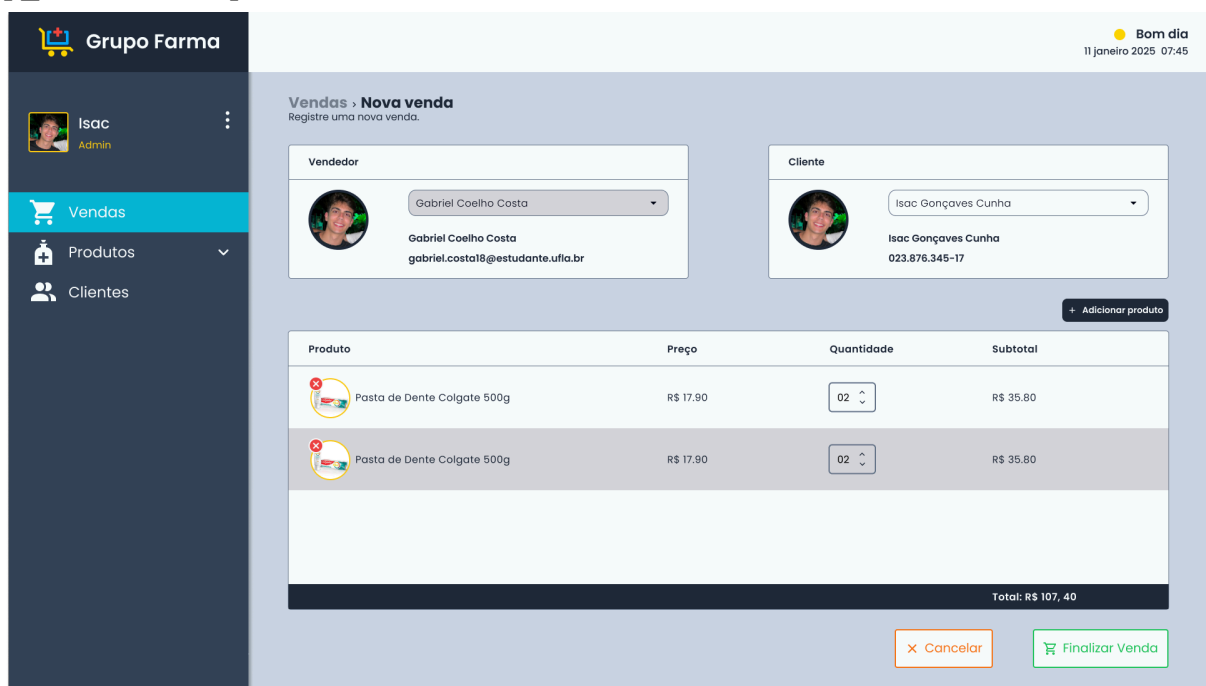 Grupo Farma
Bom dia
11 janeiro 2025 07:45
Isac
Admin
Vendas
Produtos
Clientes
Vendas › Nova venda
Registre uma nova venda.
Vendedor
Gabriel Coelho Costa
Gabriel Coelho Costa
gabriel.costa18@estudante.ufla.br
Cliente
Isac Gonçaves Cunha
Isac Gonçaves Cunha
023.876.345-17
+ Adicionar produto
Produto Preço Quantidade Subtotal
Pasta de Dente Colgate 500g R$ 17.90 02 R$ 35.80
Pasta de Dente Colgate 500g R$ 17.90 02 R$ 35.80
Total: R$ 107, 40
Cancelar
Finalizar Venda